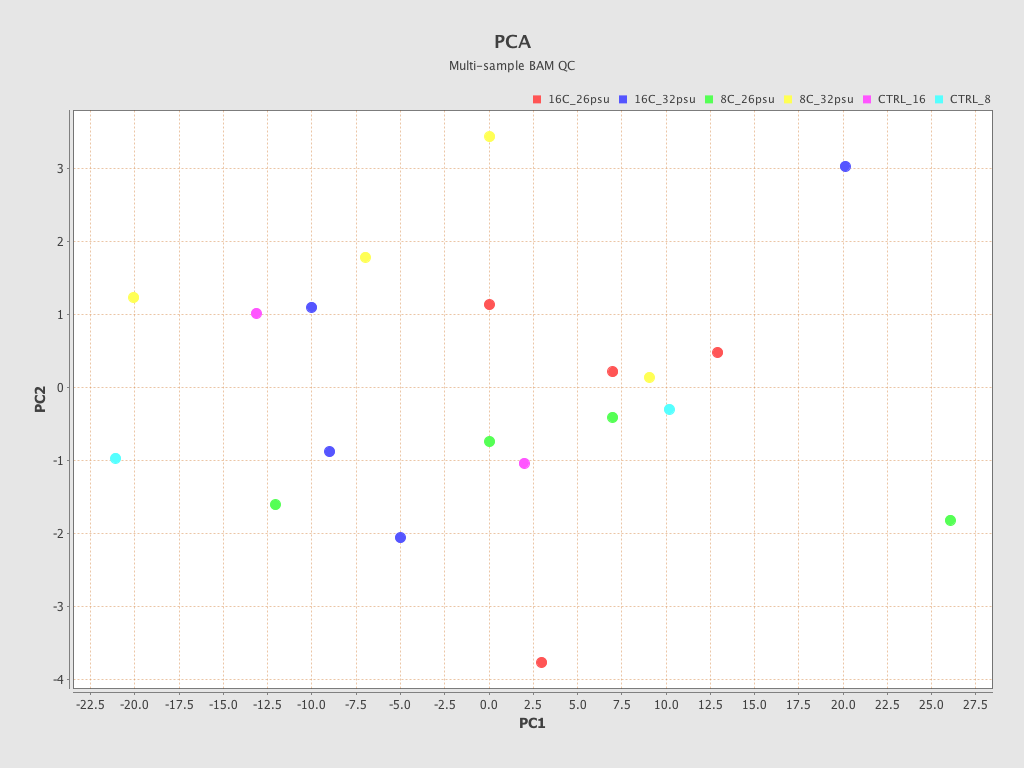 PCA
Multi-sample BAM QC
16C_26psu 16C_32psu 8C_26psu 8C_32psu CTRL_16 CTRL_8
3
2
1
0
-1
-2
-3
-4
PC2
-22.5 -20.0 -17.5 -15.0 -12.5 -10.0 -7.5 -5.0 -2.5 0.0 2.5 5.0 7.5 10.0 12.5 15.0 17.5 20.0 22.5 25.0 27.5
PC1